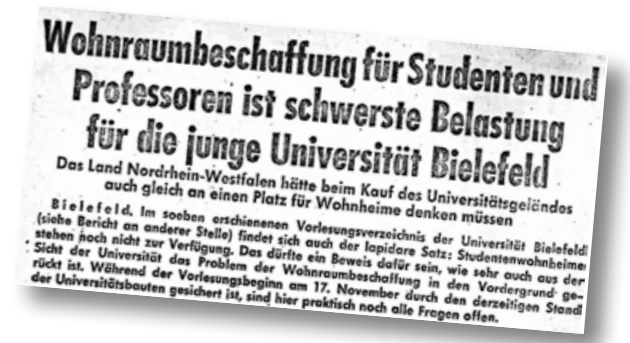 Wohnraumbeschaffung für Studenten und
Professoren ist schwerste Belastung
für die junge Universität Bielefeld
Das Land Nordrhein-Westfalen hätte beim Kauf des Universitätsgeländes
auch gleich an einen Platz für Wohnheime denken müssen
Bielefeld. Im soeben erschienenen Vorlesungsverzeichnis der Universität Bielefeld
(siehe Bericht an anderer Stelle) findet sich auch der lapidare Satz: Studentenwohnheime
stehen noch nicht zur Verfügung. Das dürfte ein Beweis dafür sein, wie sehr auch aus der
Sicht der Universität das Problem der Wohnraumbeschaffung in den Vordergrund ge-
rückt ist. Während der Vorlesungsbeginn am 17. November durch den derzeitigen Stand
der Universitätsbauten gesichert ist, sind hier praktisch noch alle Fragen offen.